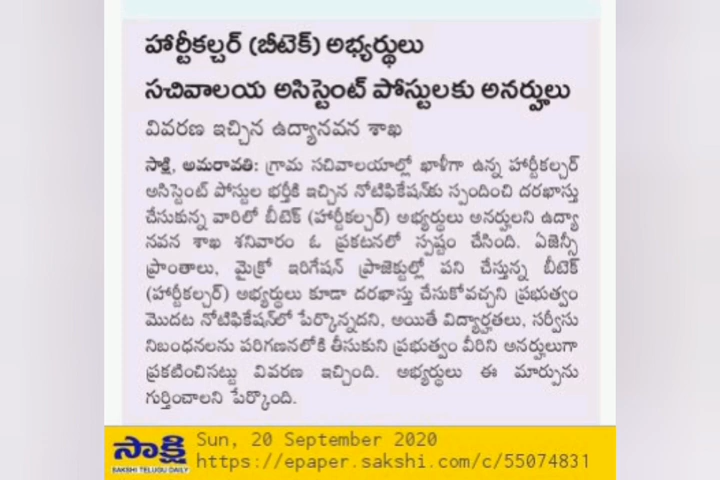 హార్టీకల్చర్ (బీటెక్) అభ్యర్థులు
సచివాలయ అసిస్టెంట్ పోస్టులకు అనర్హులు
వివరణ ఇచ్చిన ఉద్యానవన శాఖ
సాక్షి, అమరావతి: గ్రామ సచివాలయాల్లో ఖాళీగా ఉన్న హార్టీకల్చర్
అసిస్టెంట్ పోస్టుల భర్తీకి ఇచ్చిన నోటిఫికేషన్‌కు స్పందించి దరఖాస్తు
చేసుకున్న వారిలో బీటెక్ (హార్టీకల్చర్) అభ్యర్థులు అనర్హులని ఉద్యా
నవన శాఖ శనివారం ఓ ప్రకటనలో స్పష్టం చేసింది. ఏజెన్సీ
ప్రాంతాలు, మైక్రో ఇరిగేషన్ ప్రాజెక్టుల్లో పని చేస్తున్న బీటెక్
(హార్టీకల్చర్) అభ్యర్థులు కూడా దరఖాస్తు చేసుకోవచ్చని ప్రభుత్వం
మొదట నోటిఫికేషన్‌లో పేర్కొన్నదని, అయితే విద్యార్హతలు, సర్వీసు
నిబంధనలను పరిగణనలోకి తీసుకుని ప్రభుత్వం వీరిని అనర్హులుగా
ప్రకటించినట్టు వివరణ ఇచ్చింది. అభ్యర్థులు ఈ మార్పును
గుర్తించాలని పేర్కొంది.
సాక్షి
SAKSHI TELUGU DAILY
Sun, 20 September 2020
https://epaper.sakshi.com/c/55074831